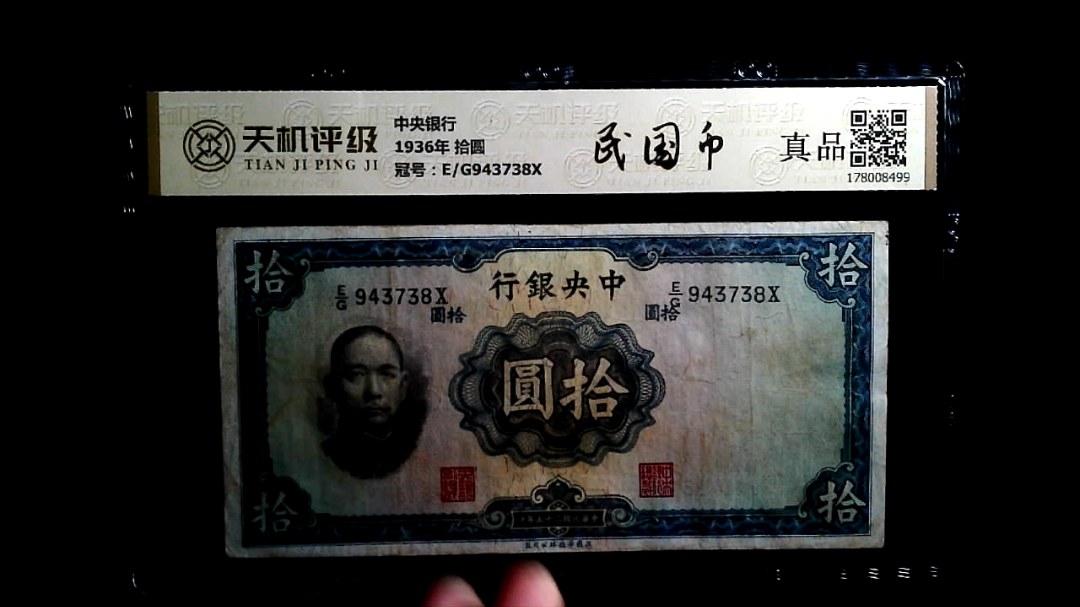 天机评级
TIAN JI PING JI
中央银行
1936年 拾圆
冠号：E/G943738X
民国币
真品
178008499
拾
拾
行銀央中
E/G 943738X
E/G 943738X
圓拾
圓拾
圓拾
拾
拾